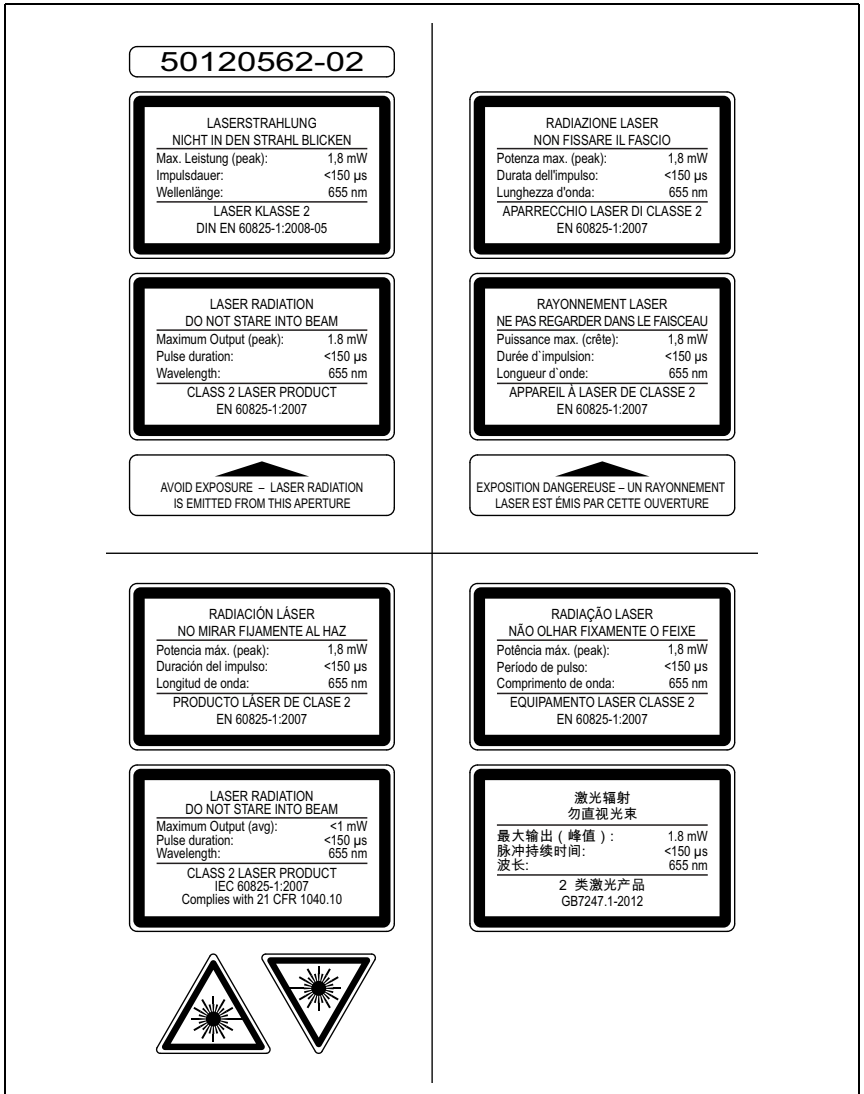 50120562-02
LASERSTRAHLUNG
NICHT IN DEN STRAHL BLICKEN
Max. Leistung (peak): 1,8 mW
Impulsdauer: <150 µs
Wellenlänge: 655 nm
LASER KLASSE 2
DIN EN 60825-1:2008-05
RADIAZIONE LASER
NON FISSARE IL FASCIO
Potenza max. (peak): 1,8 mW
Durata dell'impulso: <150 µs
Lunghezza d'onda: 655 nm
APARRECCHIO LASER DI CLASSE 2
EN 60825-1:2007
LASER RADIATION
DO NOT STARE INTO BEAM
Maximum Output (peak): 1.8 mW
Pulse duration: <150 µs
Wavelength: 655 nm
CLASS 2 LASER PRODUCT
EN 60825-1:2007
RAYONNEMENT LASER
NE PAS REGARDER DANS LE FAISCEAU
Puissance max. (crête): 1,8 mW
Durée d`impulsion: <150 µs
Longueur d`onde: 655 nm
APPAREIL À LASER DE CLASSE 2
EN 60825-1:2007
AVOID EXPOSURE – LASER RADIATION
IS EMITTED FROM THIS APERTURE
EXPOSITION DANGEREUSE – UN RAYONNEMENT
LASER EST ÉMIS PAR CETTE OUVERTURE
RADIACIÓN LÁSER
NO MIRAR FIJAMENTE AL HAZ
Potencia máx. (peak): 1,8 mW
Duración del impulso: <150 µs
Longitud de onda: 655 nm
PRODUCTO LÁSER DE CLASE 2
EN 60825-1:2007
RADIAÇÃO LASER
NÃO OLHAR FIXAMENTE O FEIXE
Potência máx. (peak): 1,8 mW
Período de pulso: <150 µs
Comprimento de onda: 655 nm
EQUIPAMENTO LASER CLASSE 2
EN 60825-1:2007
LASER RADIATION
DO NOT STARE INTO BEAM
Maximum Output (avg): <1 mW
Pulse duration: <150 µs
Wavelength: 655 nm
CLASS 2 LASER PRODUCT
IEC 60825-1:2007
Complies with 21 CFR 1040.10
激光辐射
勿直视光束
最大输出（峰值）: 1.8 mW
脉冲持续时间: <150 µs
波长: 655 nm
2 类激光产品
GB7247.1-2012